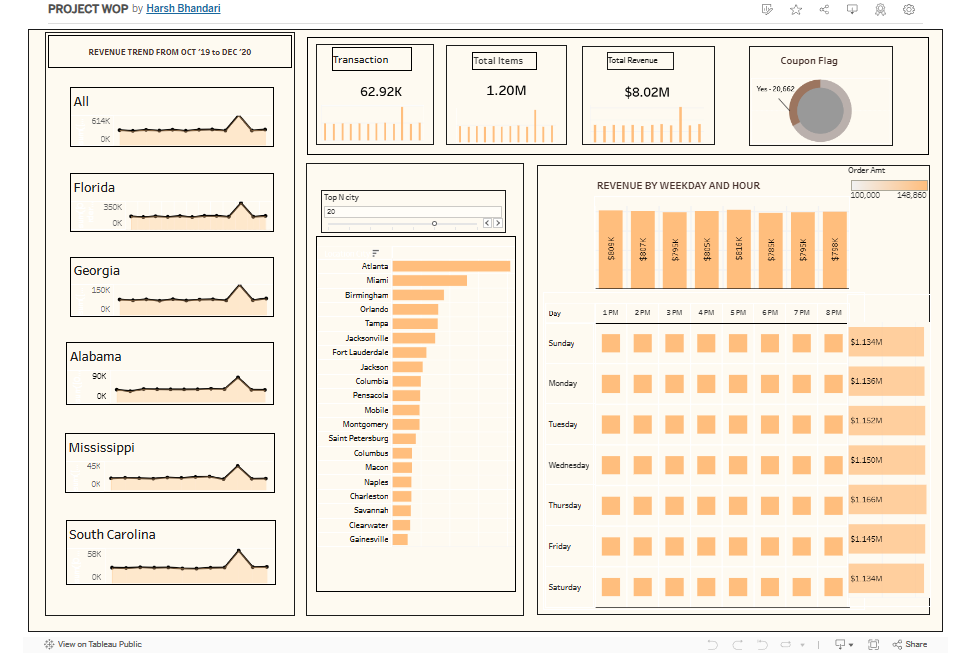 PROJECT WOP by Harsh Bhandari
REVENUE TREND FROM OCT '19 to DEC '20
All
614K
0K
Florida
350K
0K
Georgia
150K
0K
Alabama
90K
0K
Mississippi
45K
0K
South Carolina
58K
0K
Transaction
62.92K
Total Items
1.20M
Total Revenue
$8.02M
Coupon Flag
Yes - 20,662
Top N city
20
Atlanta
Miami
Birmingham
Orlando
Tampa
Jacksonville
Fort Lauderdale
Jackson
Columbia
Pensacola
Mobile
Montgomery
Saint Petersburg
Columbus
Macon
Naples
Charleston
Savannah
Clearwater
Gainesville
REVENUE BY WEEKDAY AND HOUR
Order Amt
100,000 148,860
$807K $795K $805K $816K $785K $795K $798K
Day 1 PM 2 PM 3 PM 4 PM 5 PM 6 PM 7 PM 8 PM
Sunday $1.134M
Monday $1.136M
Tuesday $1.152M
Wednesday $1.150M
Thursday $1.166M
Friday $1.145M
Saturday $1.134M
View on Tableau Public
Share